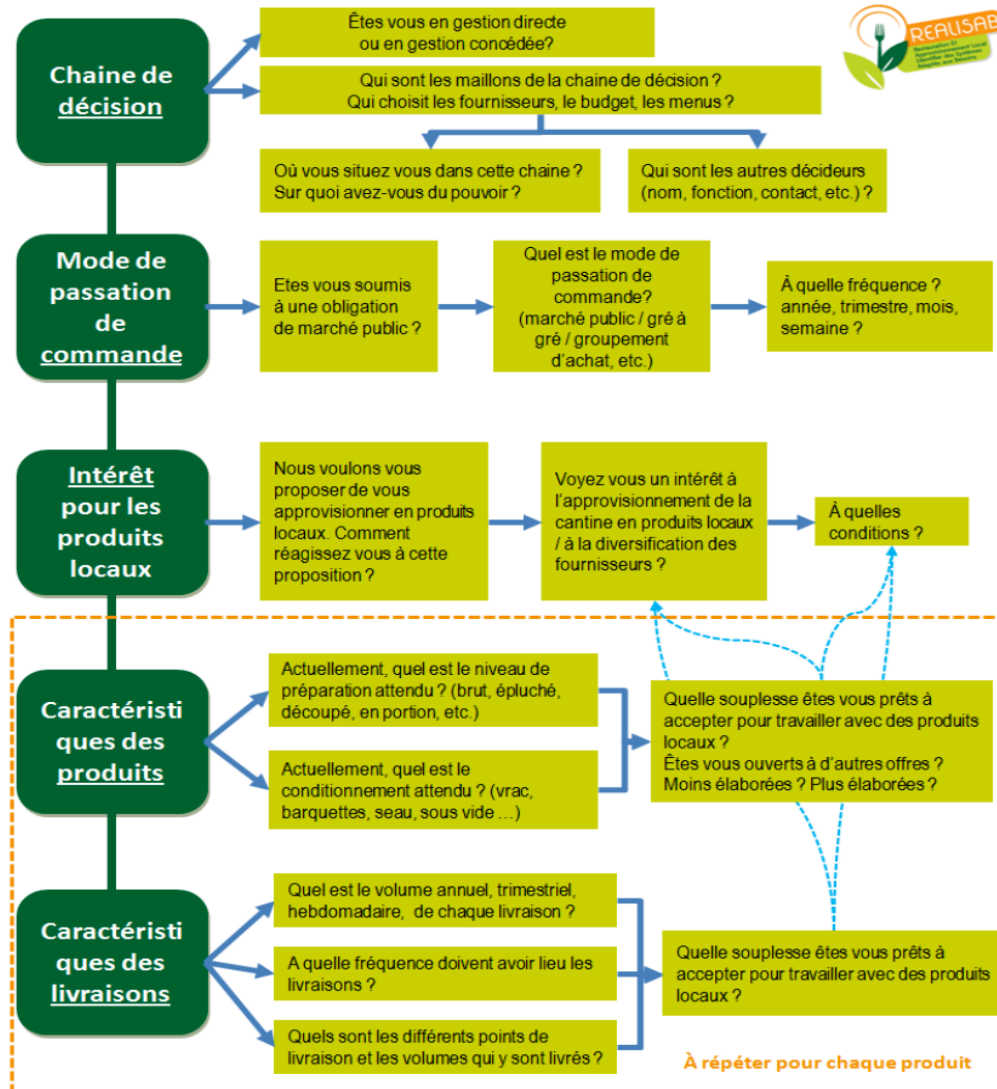 Chaine de
décision
Êtes vous en gestion directe
ou en gestion concédée?
Qui sont les maillons de la chaine de décision ?
Qui choisit les fournisseurs, le budget, les menus ?
Où vous situez vous dans cette chaine ?
Sur quoi avez-vous du pouvoir ?
Qui sont les autres décideurs
(nom, fonction, contact, etc.) ?
REALISAB
Restauration Et
Approvisionnement Local
Identifier des Systèmes
Adaptés aux Besoins
Mode de
passation
de
commande
Etes vous soumis
à une obligation
de marché public ?
Quel est le mode de
passation de
commande?
(marché public / gré à
gré / groupement
d'achat, etc.)
À quelle fréquence ?
année, trimestre, mois,
semaine ?
Intérêt
pour les
produits
locaux
Nous voulons vous
proposer de vous
approvisionner en produits
locaux. Comment
réagissez vous à cette
proposition ?
Voyez vous un intérêt à
l'approvisionnement de la
cantine en produits locaux
/ à la diversification des
fournisseurs ?
À quelles
conditions ?
Caractéristi
ques des
produits
Actuellement, quel est le niveau de
préparation attendu ? (brut, épluché,
découpé, en portion, etc.)
Actuellement, quel est le
conditionnement attendu ? (vrac,
barquettes, seau, sous vide ...)
Quelle souplesse êtes vous prêts à
accepter pour travailler avec des produits
locaux ?
Êtes vous ouverts à d'autres offres ?
Moins élaborées ? Plus élaborées ?
Caractéristi
ques des
livraisons
Quel est le volume annuel, trimestriel,
hebdomadaire, de chaque livraison ?
A quelle fréquence doivent avoir lieu les
livraisons ?
Quels sont les différents points de
livraison et les volumes qui y sont livrés ?
Quelle souplesse êtes vous prêts à
accepter pour travailler avec des produits
locaux ?
À répéter pour chaque produit